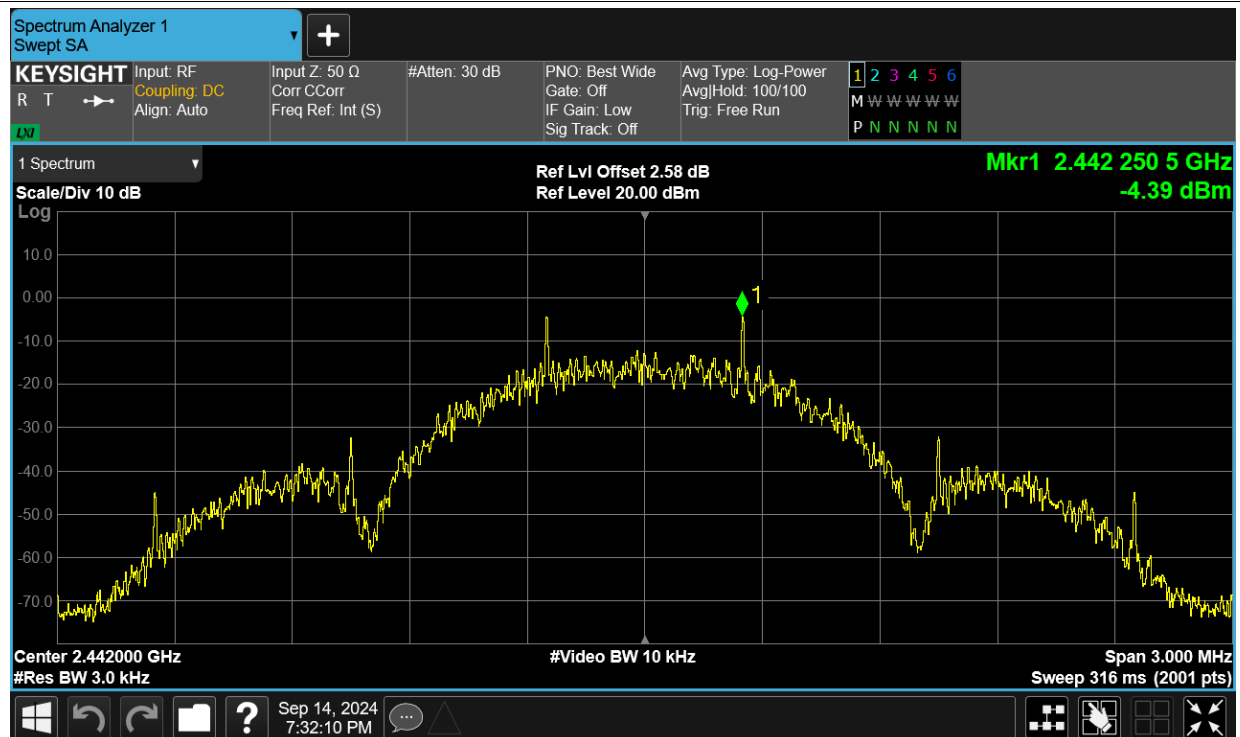 Spectrum Analyzer 1
Swept SA
+
KEYSIGHT
R T
LXI
Input: RF
Coupling: DC
Align: Auto
Input Z: 50 Ω
Corr CCorr
Freq Ref: Int (S)
#Atten: 30 dB
PNO: Best Wide
Gate: Off
IF Gain: Low
Sig Track: Off
Avg Type: Log-Power
Avg|Hold: 100/100
Trig: Free Run
1 2 3 4 5 6
M W W W W W
P N N N N N
1 Spectrum
Scale/Div 10 dB
Log
Ref Lvl Offset 2.58 dB
Ref Level 20.00 dBm
Mkr1 2.442 250 5 GHz
-4.39 dBm
10.0
0.00
-10.0
-20.0
-30.0
-40.0
-50.0
-60.0
-70.0
1
Center 2.442000 GHz
#Res BW 3.0 kHz
#Video BW 10 kHz
Span 3.000 MHz
Sweep 316 ms (2001 pts)
?
Sep 14, 2024
7:32:10 PM